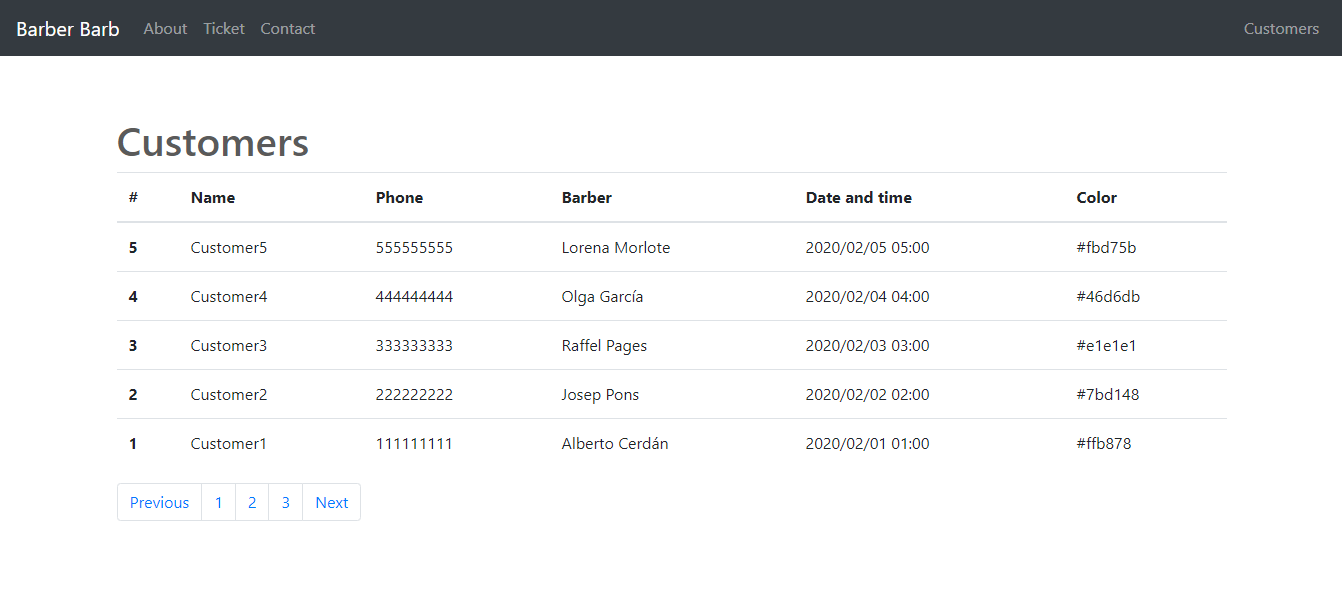 Barber Barb About Ticket Contact Customers
Customers
# Name Phone Barber Date and time Color
5 Customer5 555555555 Lorena Morlote 2020/02/05 05:00 #fbd75b
4 Customer4 444444444 Olga García 2020/02/04 04:00 #46d6db
3 Customer3 333333333 Raffel Pages 2020/02/03 03:00 #e1e1e1
2 Customer2 222222222 Josep Pons 2020/02/02 02:00 #7bd148
1 Customer1 111111111 Alberto Cerdán 2020/02/01 01:00 #ffb878
Previous 1 2 3 Next